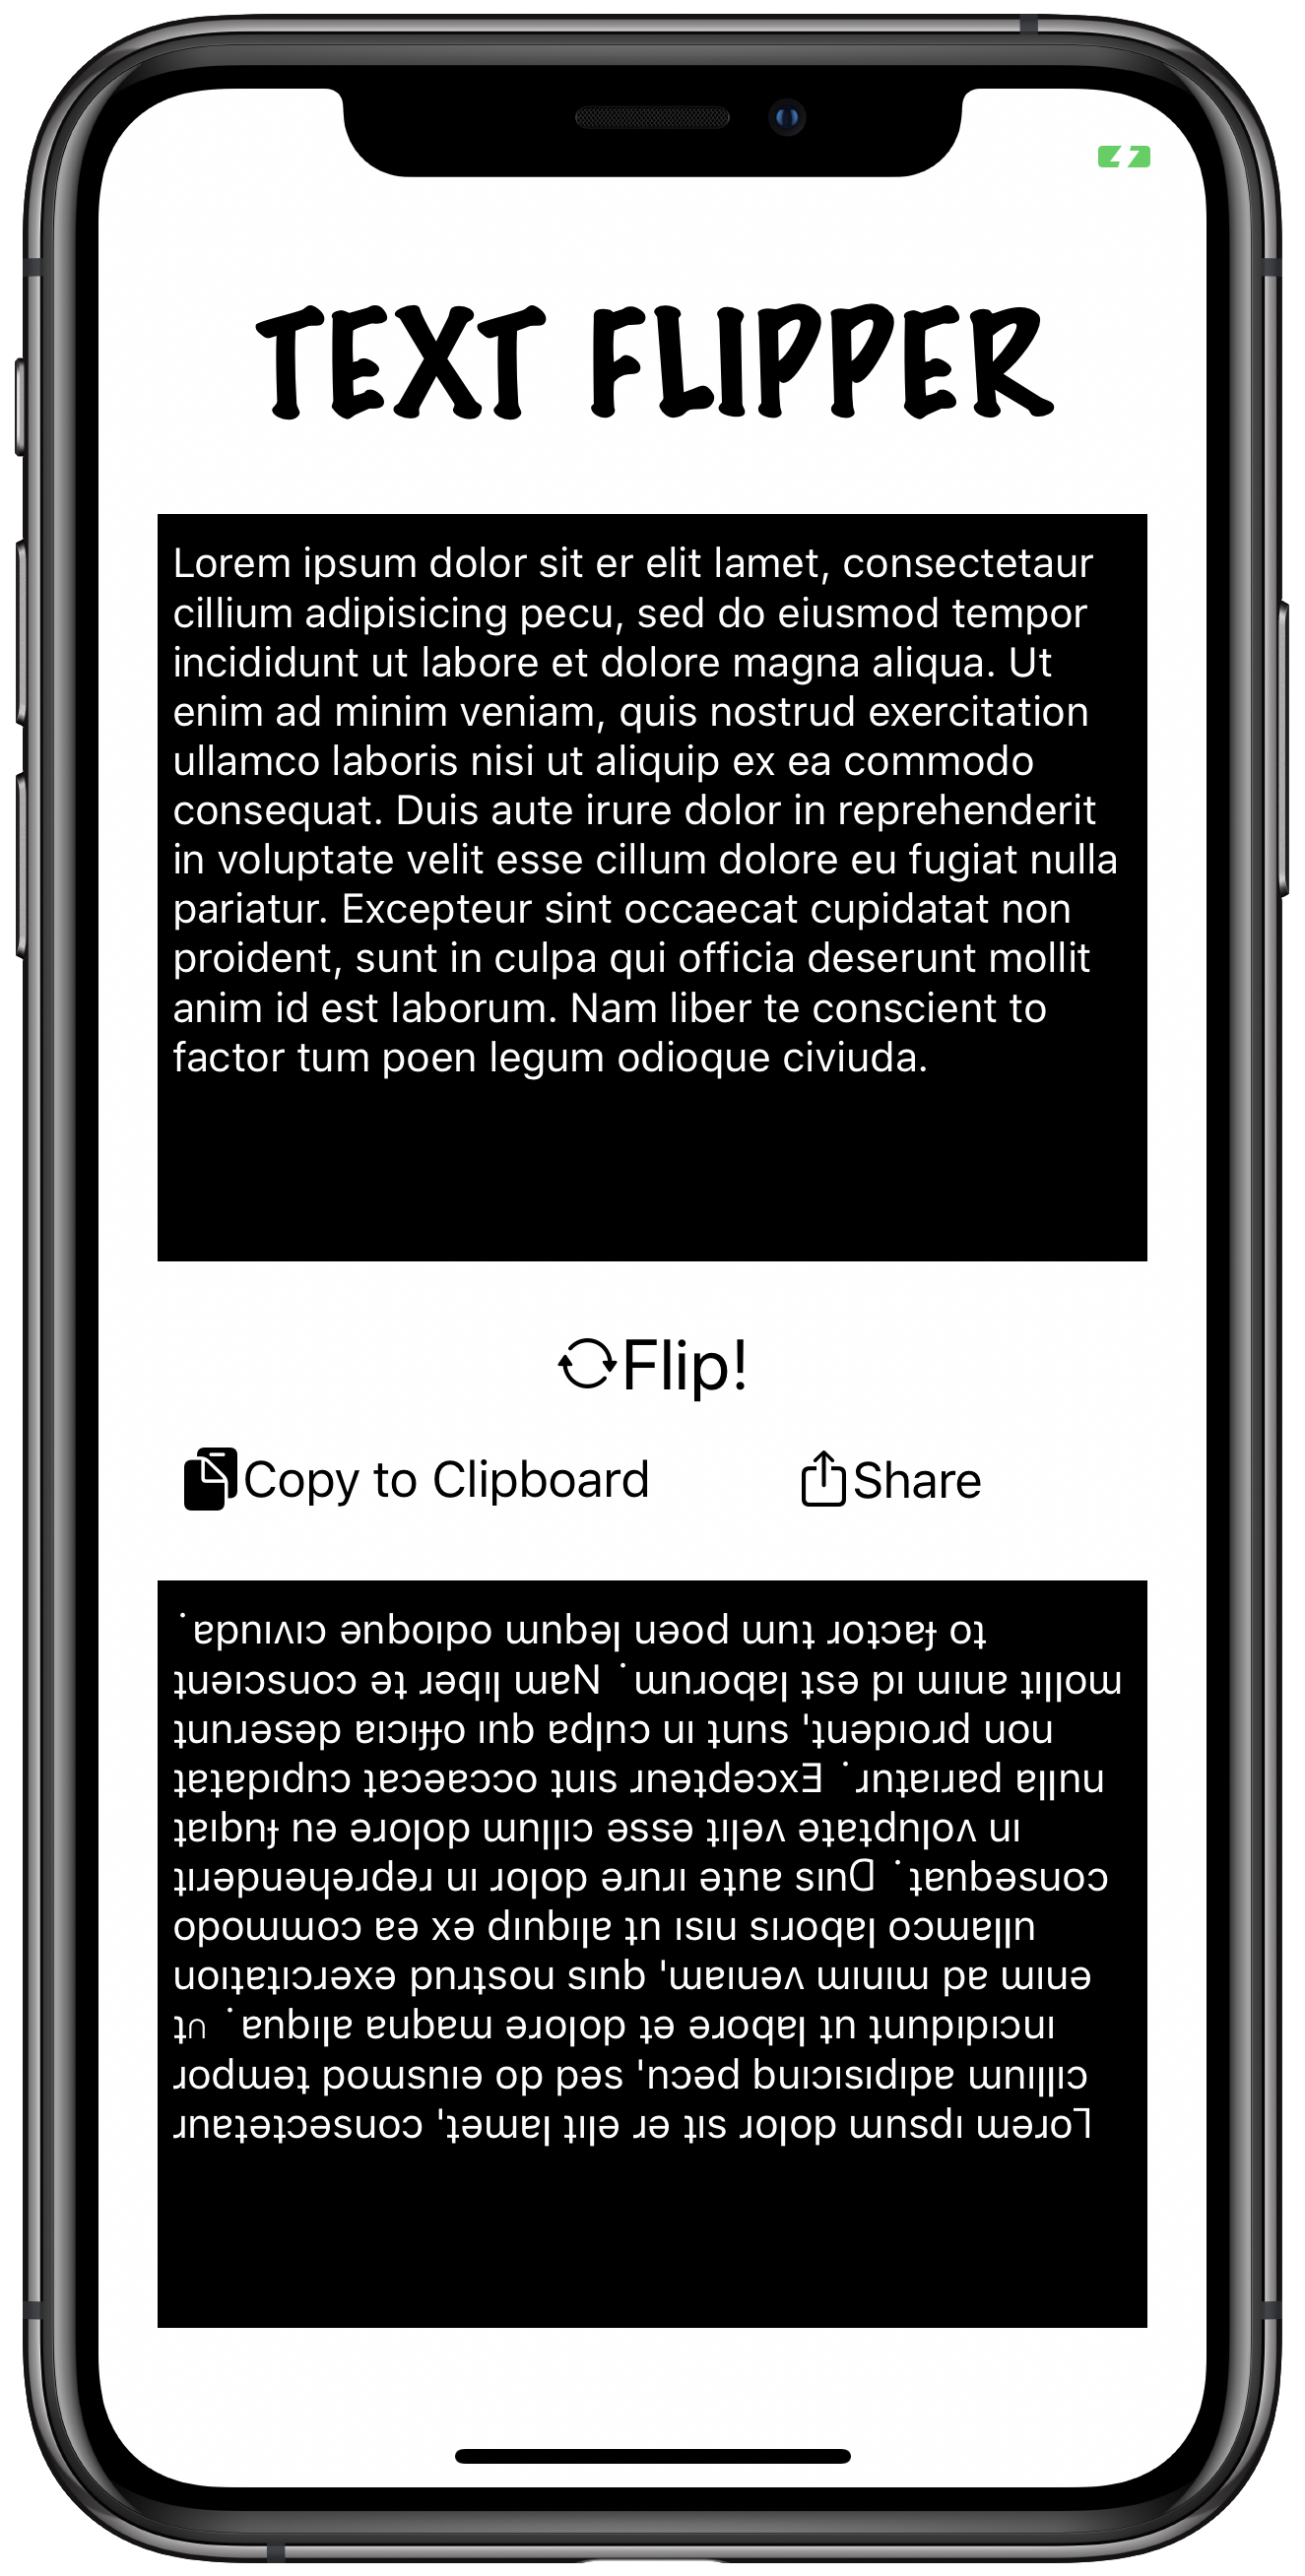 TEXT FLIPPER
Lorem ipsum dolor sit er elit lamet, consectetaur
cillium adipisicing pecu, sed do eiusmod tempor
incididunt ut labore et dolore magna aliqua. Ut
enim ad minim veniam, quis nostrud exercitation
ullamco laboris nisi ut aliquip ex ea commodo
consequat. Duis aute irure dolor in reprehenderit
in voluptate velit esse cillum dolore eu fugiat nulla
pariatur. Excepteur sint occaecat cupidatat non
proident, sunt in culpa qui officia deserunt mollit
anim id est laborum. Nam liber te conscient to
factor tum poen legum odioque civiuda.
Flip!
Copy to Clipboard
Share
˙ɐpnıʌıɔ ǝnboıpo ɯnƃǝl uǝod ɯnʇ ɹoʇɔɐɟ oʇ
ʇuǝıɔsuoɔ ǝʇ ɹǝqıl ɯɐN ˙ɯnɹoqɐl ʇsǝ pı ɯıuɐ ʇılloɯ
ʇunɹǝsǝp ɐıɔıɟɟo ınb ɐdlnɔ uı ʇuns 'ʇuǝpıoɹd uou
ʇɐʇɐpıdnɔ ʇɐɔǝɐɔɔo ʇuıs ɹnǝʇdǝɔxƎ ˙ɹnʇɐıɹɐd ɐllnu
ʇɐıƃnɟ nǝ ǝɹolop ɯnllıɔ ǝssǝ ʇılǝʌ ǝʇɐʇdnloʌ uı
ʇıɹǝpuǝɥǝɹdǝɹ uı ɹolop ǝɹnɹı ǝʇnɐ sınᗡ ˙ʇɐnbǝsuoɔ
opoɯɯoɔ ɐǝ xǝ dınbılɐ ʇn ısıu sıɹoqɐl oɔɯɐlln
uoıʇɐʇıɔɹǝxǝ pnɹʇsou sınb 'ɯɐıuǝʌ ɯıuıɯ pɐ ɯıuǝ
ʇ∩ ˙ɐnbılɐ ɐuƃɐɯ ǝɹolop ʇǝ ǝɹoqɐl ʇn ʇunpıpıɔuı
ɹodɯǝʇ poɯsnıǝ op pǝs 'nɔǝd ƃuıɔısıdıpɐ ɯnıllıɔ
ɹnɐʇǝʇɔǝsuoɔ 'ʇǝɯɐl ʇılǝ ɹǝ ʇıs ɹolop ɯnsdı ɯǝɹo˥